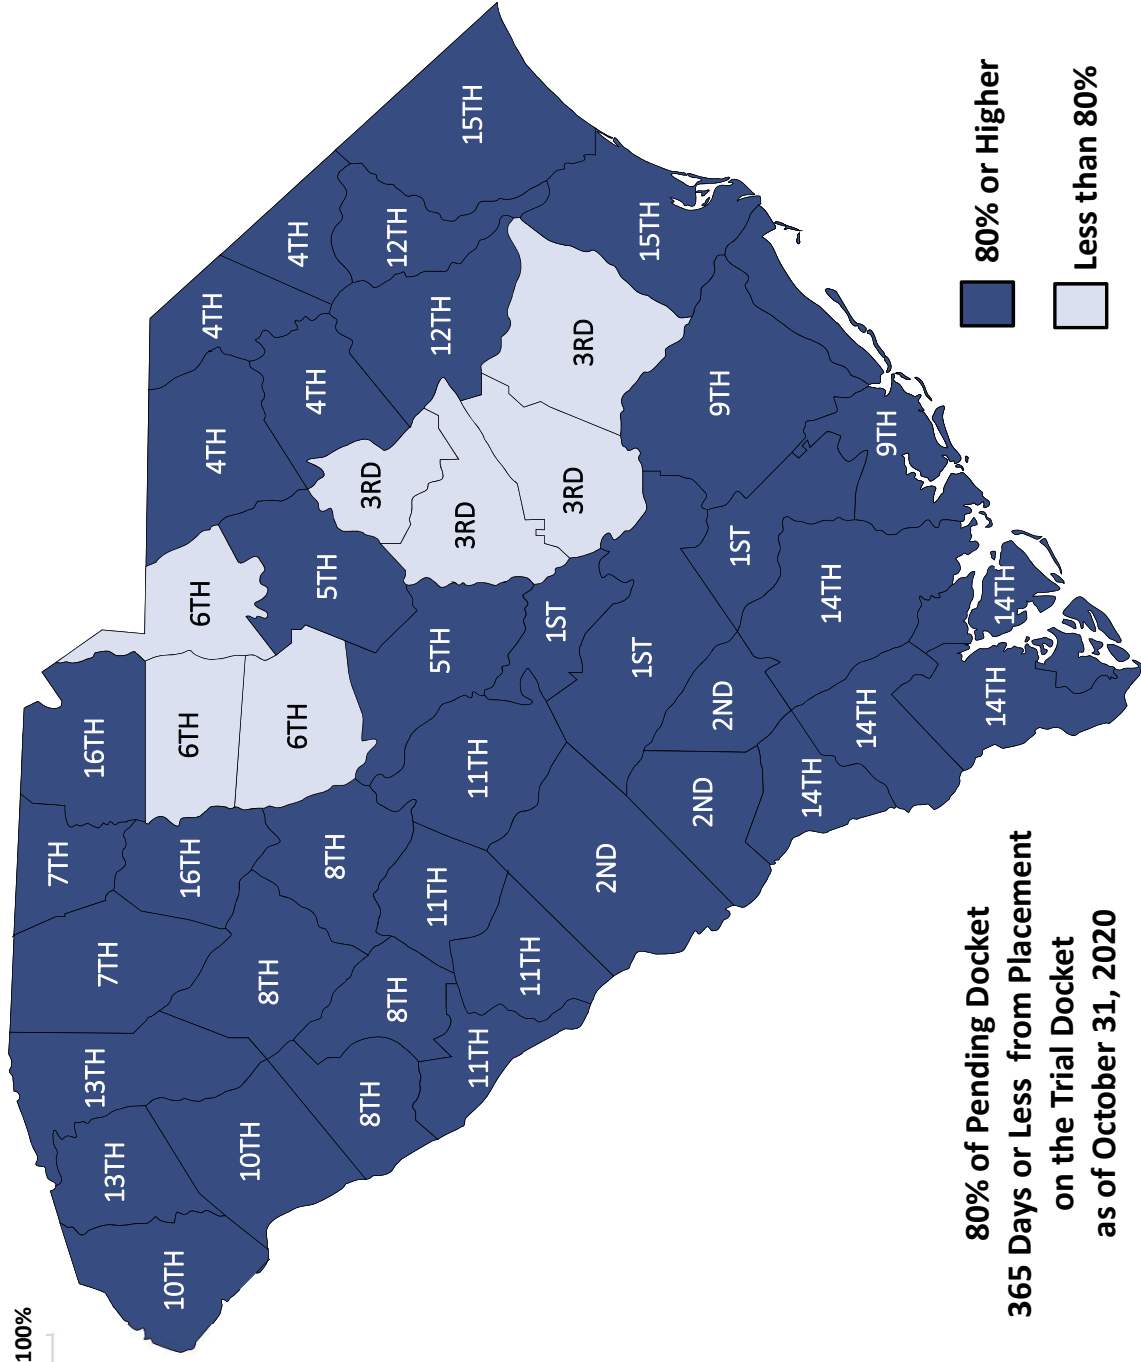 100%
10TH
13TH
10TH
13TH
7TH
7TH
16TH
16TH
6TH
6TH
6TH
8TH
8TH
8TH
8TH
11TH
11TH
11TH
11TH
4TH
4TH
4TH
4TH
5TH
5TH
3RD
3RD
3RD
3RD
12TH
12TH
15TH
15TH
1ST
1ST
1ST
2ND
2ND
2ND
9TH
9TH
14TH
14TH
14TH
14TH
14TH
80% of Pending Docket
365 Days or Less from Placement
on the Trial Docket
as of October 31, 2020
80% or Higher
Less than 80%